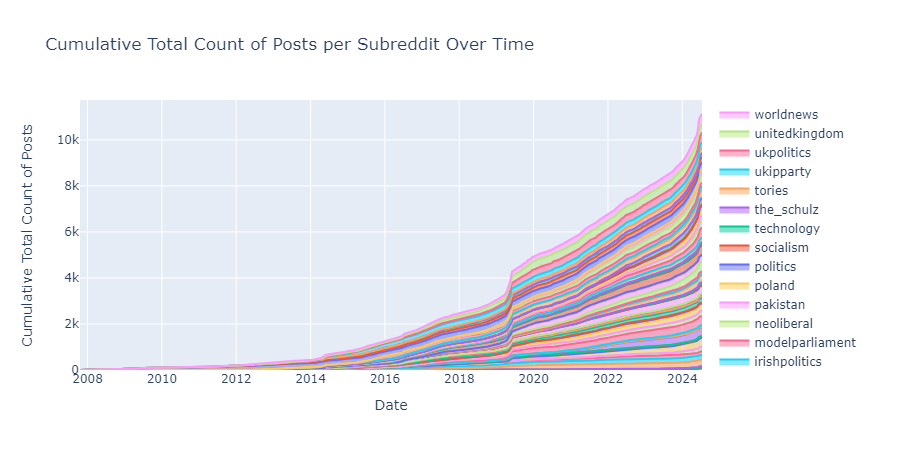 Cumulative Total Count of Posts per Subreddit Over Time
Cumulative Total Count of Posts
10k
8k
6k
4k
2k
0
2008 2010 2012 2014 2016 2018 2020 2022 2024
Date
worldnews
unitedkingdom
ukpolitics
ukipparty
tories
the_schulz
technology
socialism
politics
poland
pakistan
neoliberal
modelparliament
irishpolitics